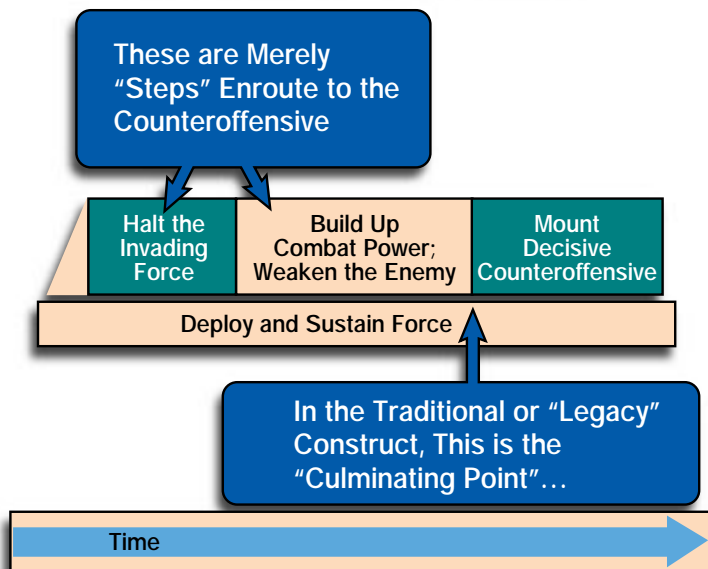 These are Merely
“Steps” Enroute to the
Counteroffensive
Halt the
Invading
Force
Build Up
Combat Power;
Weaken the Enemy
Mount
Decisive
Counteroffensive
Deploy and Sustain Force
In the Traditional or “Legacy”
Construct, This is the
“Culminating Point”…
Time